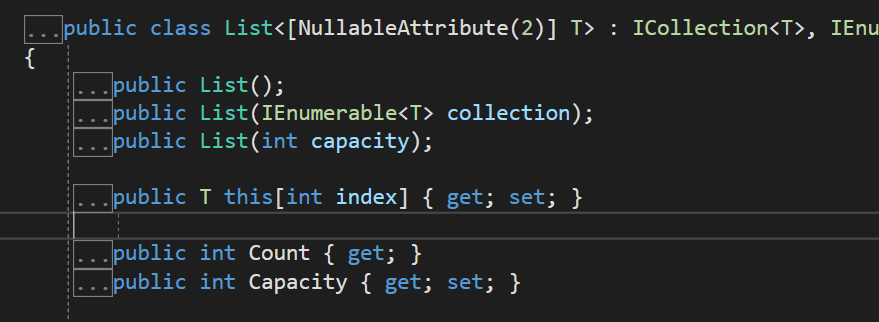 ...public class List<[NullableAttribute(2)] T> : ICollection<T>, IEnu
{
...public List();
...public List(IEnumerable<T> collection);
...public List(int capacity);
...public T this[int index] { get; set; }
...public int Count { get; }
...public int Capacity { get; set; }